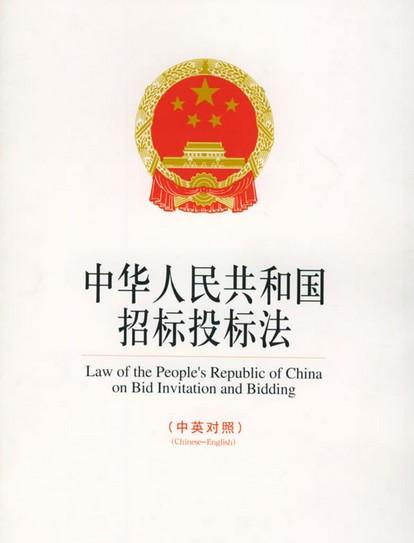 中华人民共和国
招标投标法
Law of the People's Republic of China
on Bid Invitation and Bidding
(中英对照)
(Chinese-English)